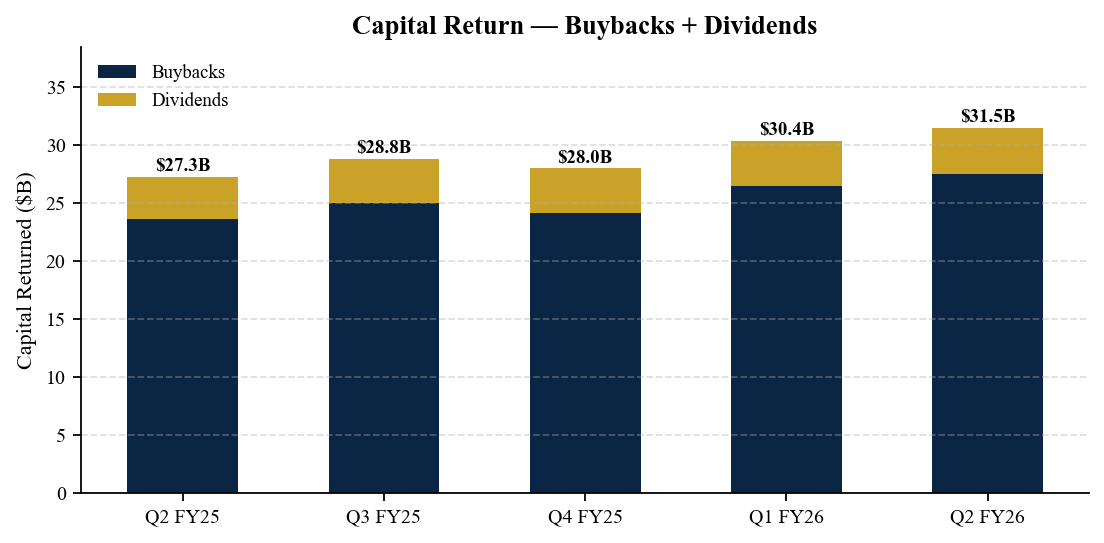 Capital Return — Buybacks + Dividends
Buybacks
Dividends
Capital Returned ($B)
35
30
25
20
15
10
5
0
$27.3B
$28.8B
$28.0B
$30.4B
$31.5B
Q2 FY25
Q3 FY25
Q4 FY25
Q1 FY26
Q2 FY26